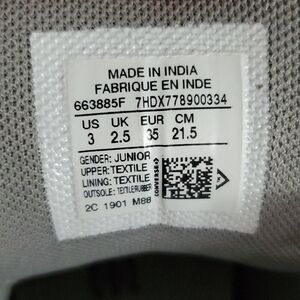 MADE IN INDIA
FABRIQUE EN INDE
663885F 7HDX778900334
US UK EUR CM
3 2.5 35 21.5
GENDER: JUNIOR
UPPER: TEXTILE
LINING: TEXTILE
OUTSOLE: TEXTILE/RUBBER
2C 1901 M88
CONVERSE